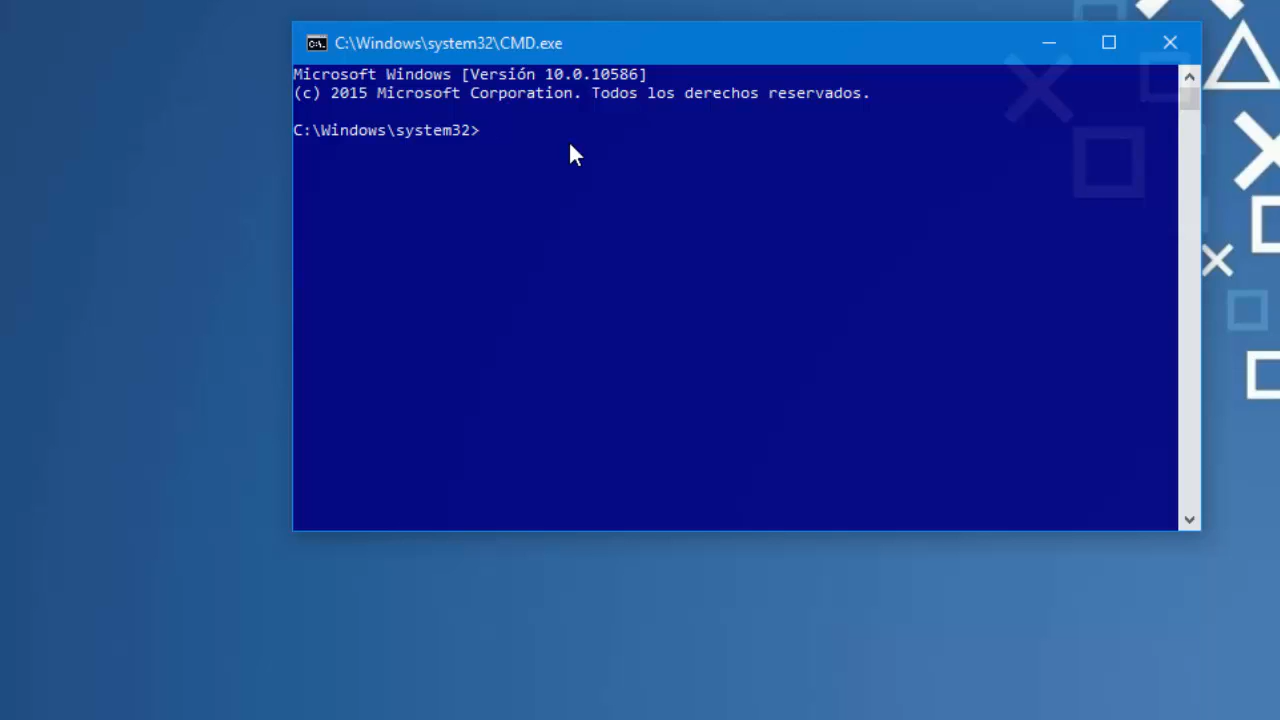 C:\Windows\system32\CMD.exe
Microsoft Windows [Versión 10.0.10586]
(c) 2015 Microsoft Corporation. Todos los derechos reservados.
C:\Windows\system32>